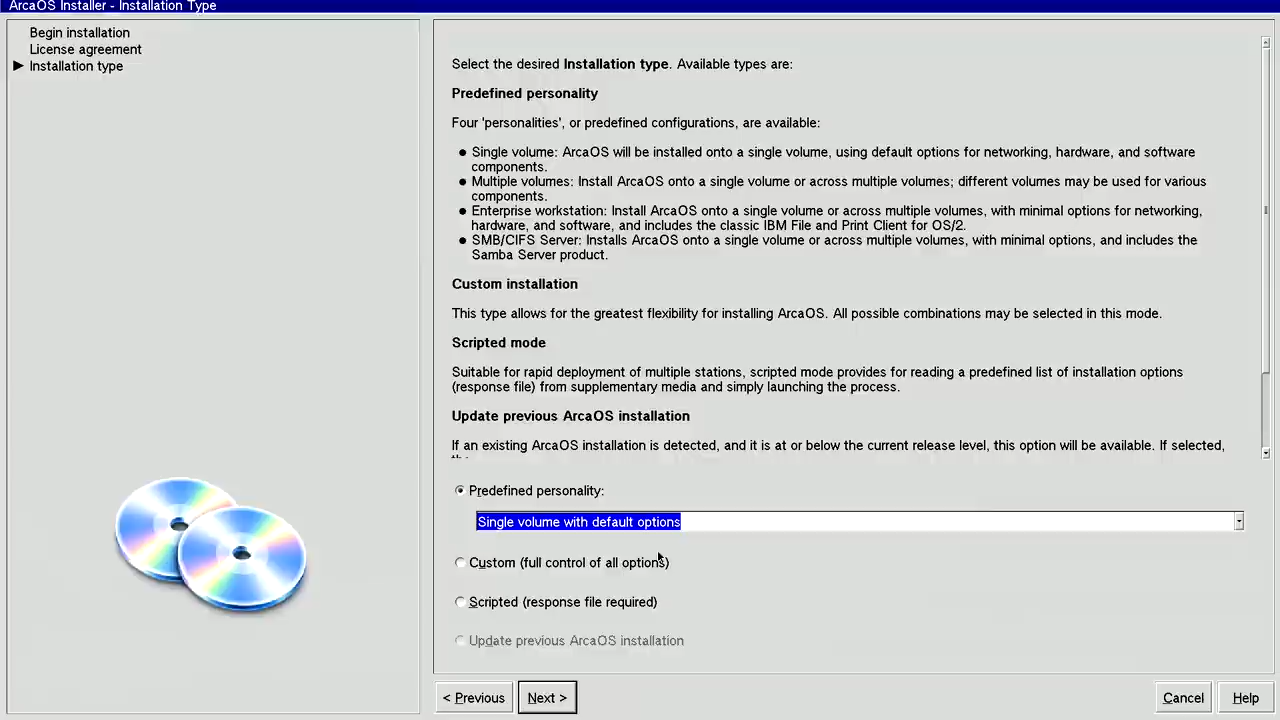 ArcaOS Installer - Installation Type
Begin installation
License agreement
Installation type
Select the desired Installation type. Available types are:
Predefined personality
Four 'personalities', or predefined configurations, are available:
Single volume: ArcaOS will be installed onto a single volume, using default options for networking, hardware, and software
components.
Multiple volumes: Install ArcaOS onto a single volume or across multiple volumes; different volumes may be used for various
components.
Enterprise workstation: Install ArcaOS onto a single volume or across multiple volumes, with minimal options for networking,
hardware, and software, and includes the classic IBM File and Print Client for OS/2.
SMB/CIFS Server: Installs ArcaOS onto a single volume or across multiple volumes, with minimal options, and includes the
Samba Server product.
Custom installation
This type allows for the greatest flexibility for installing ArcaOS. All possible combinations may be selected in this mode.
Scripted mode
Suitable for rapid deployment of multiple stations, scripted mode provides for reading a predefined list of installation options
(response file) from supplementary media and simply launching the process.
Update previous ArcaOS installation
If an existing ArcaOS installation is detected, and it is at or below the current release level, this option will be available. If selected,
Predefined personality:
Single volume with default options
Custom (full control of all options)
Scripted (response file required)
Update previous ArcaOS installation
< Previous
Next >
Cancel
Help